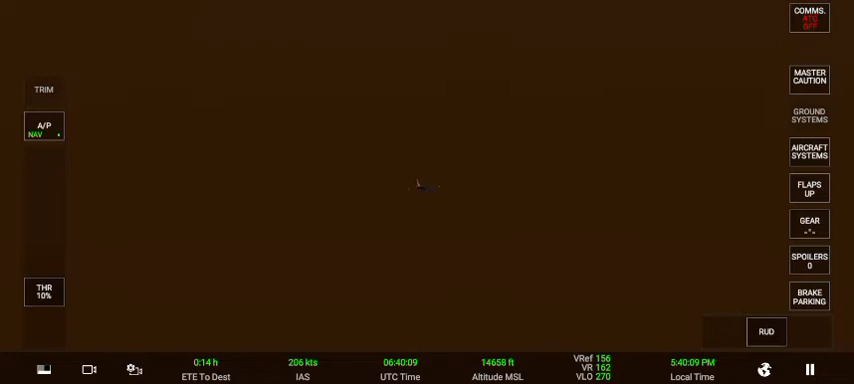 COMMS.
ATC
OFF
MASTER
CAUTION
TRIM
A/P
NAV
GROUND
SYSTEMS
AIRCRAFT
SYSTEMS
FLAPS
UP
GEAR
SPOILERS
0
THR
10%
BRAKE
PARKING
RUD
0:14 h
ETE To Dest
206 kts
IAS
06:40:09
UTC Time
14658 ft
Altitude MSL
VRef 156
VR 162
VLO 270
5:40:09 PM
Local Time